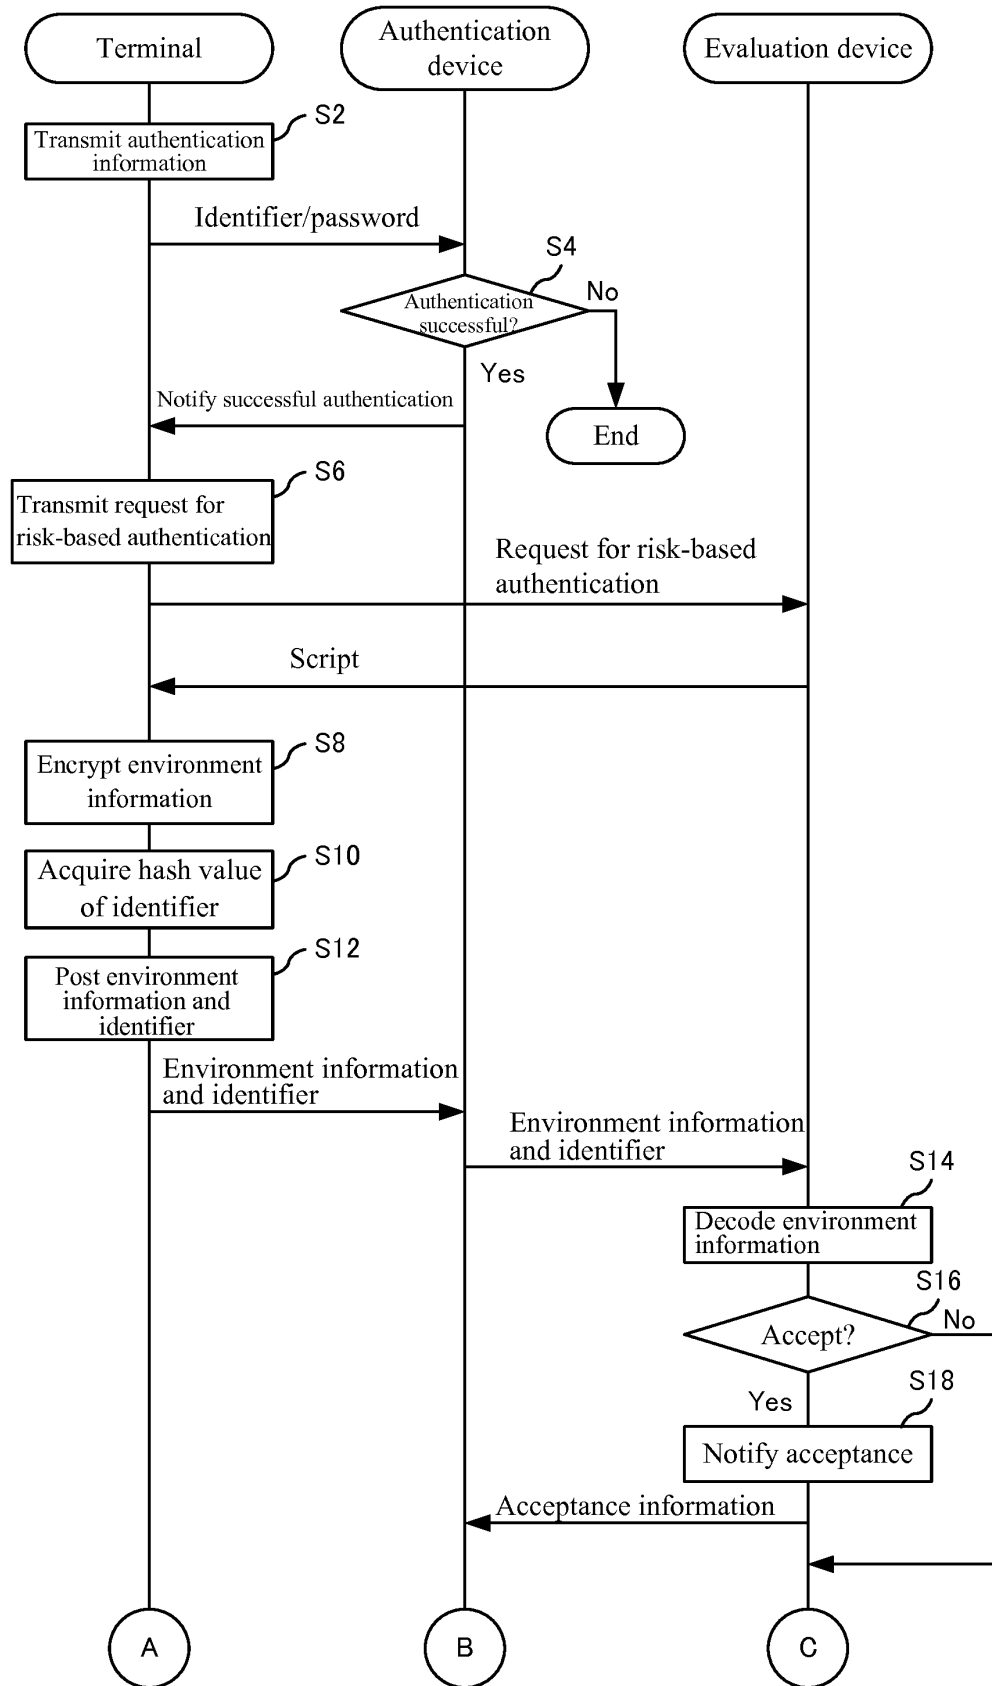 Terminal
Authentication
device
Evaluation device
S2
Transmit authentication
information
Identifier/password
S4
Authentication
successful?
No
Yes
Notify successful authentication
End
S6
Transmit request for
risk-based authentication
Request for risk-based
authentication
Script
S8
Encrypt environment
information
S10
Acquire hash value
of identifier
S12
Post environment
information and
identifier
Environment information
and identifier
Environment information
and identifier
S14
Decode environment
information
S16
Accept?
No
Yes
S18
Notify acceptance
Acceptance information
A
B
C